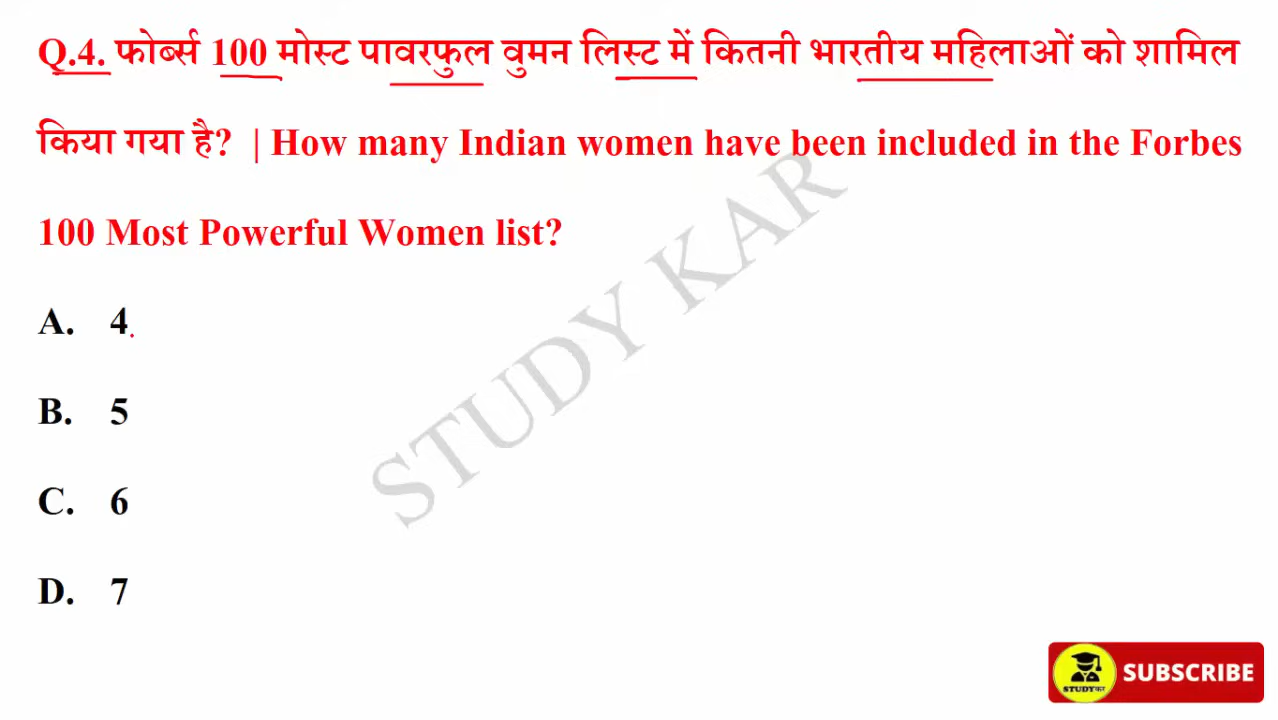 Q.4. फोर्ब्स 100 मोस्ट पावरफुल वुमन लिस्ट में कितनी भारतीय महिलाओं को शामिल
किया गया है? | How many Indian women have been included in the Forbes
100 Most Powerful Women list?
A. 4
B. 5
C. 6
D. 7
STUDY KAR
STUDYकर
SUBSCRIBE